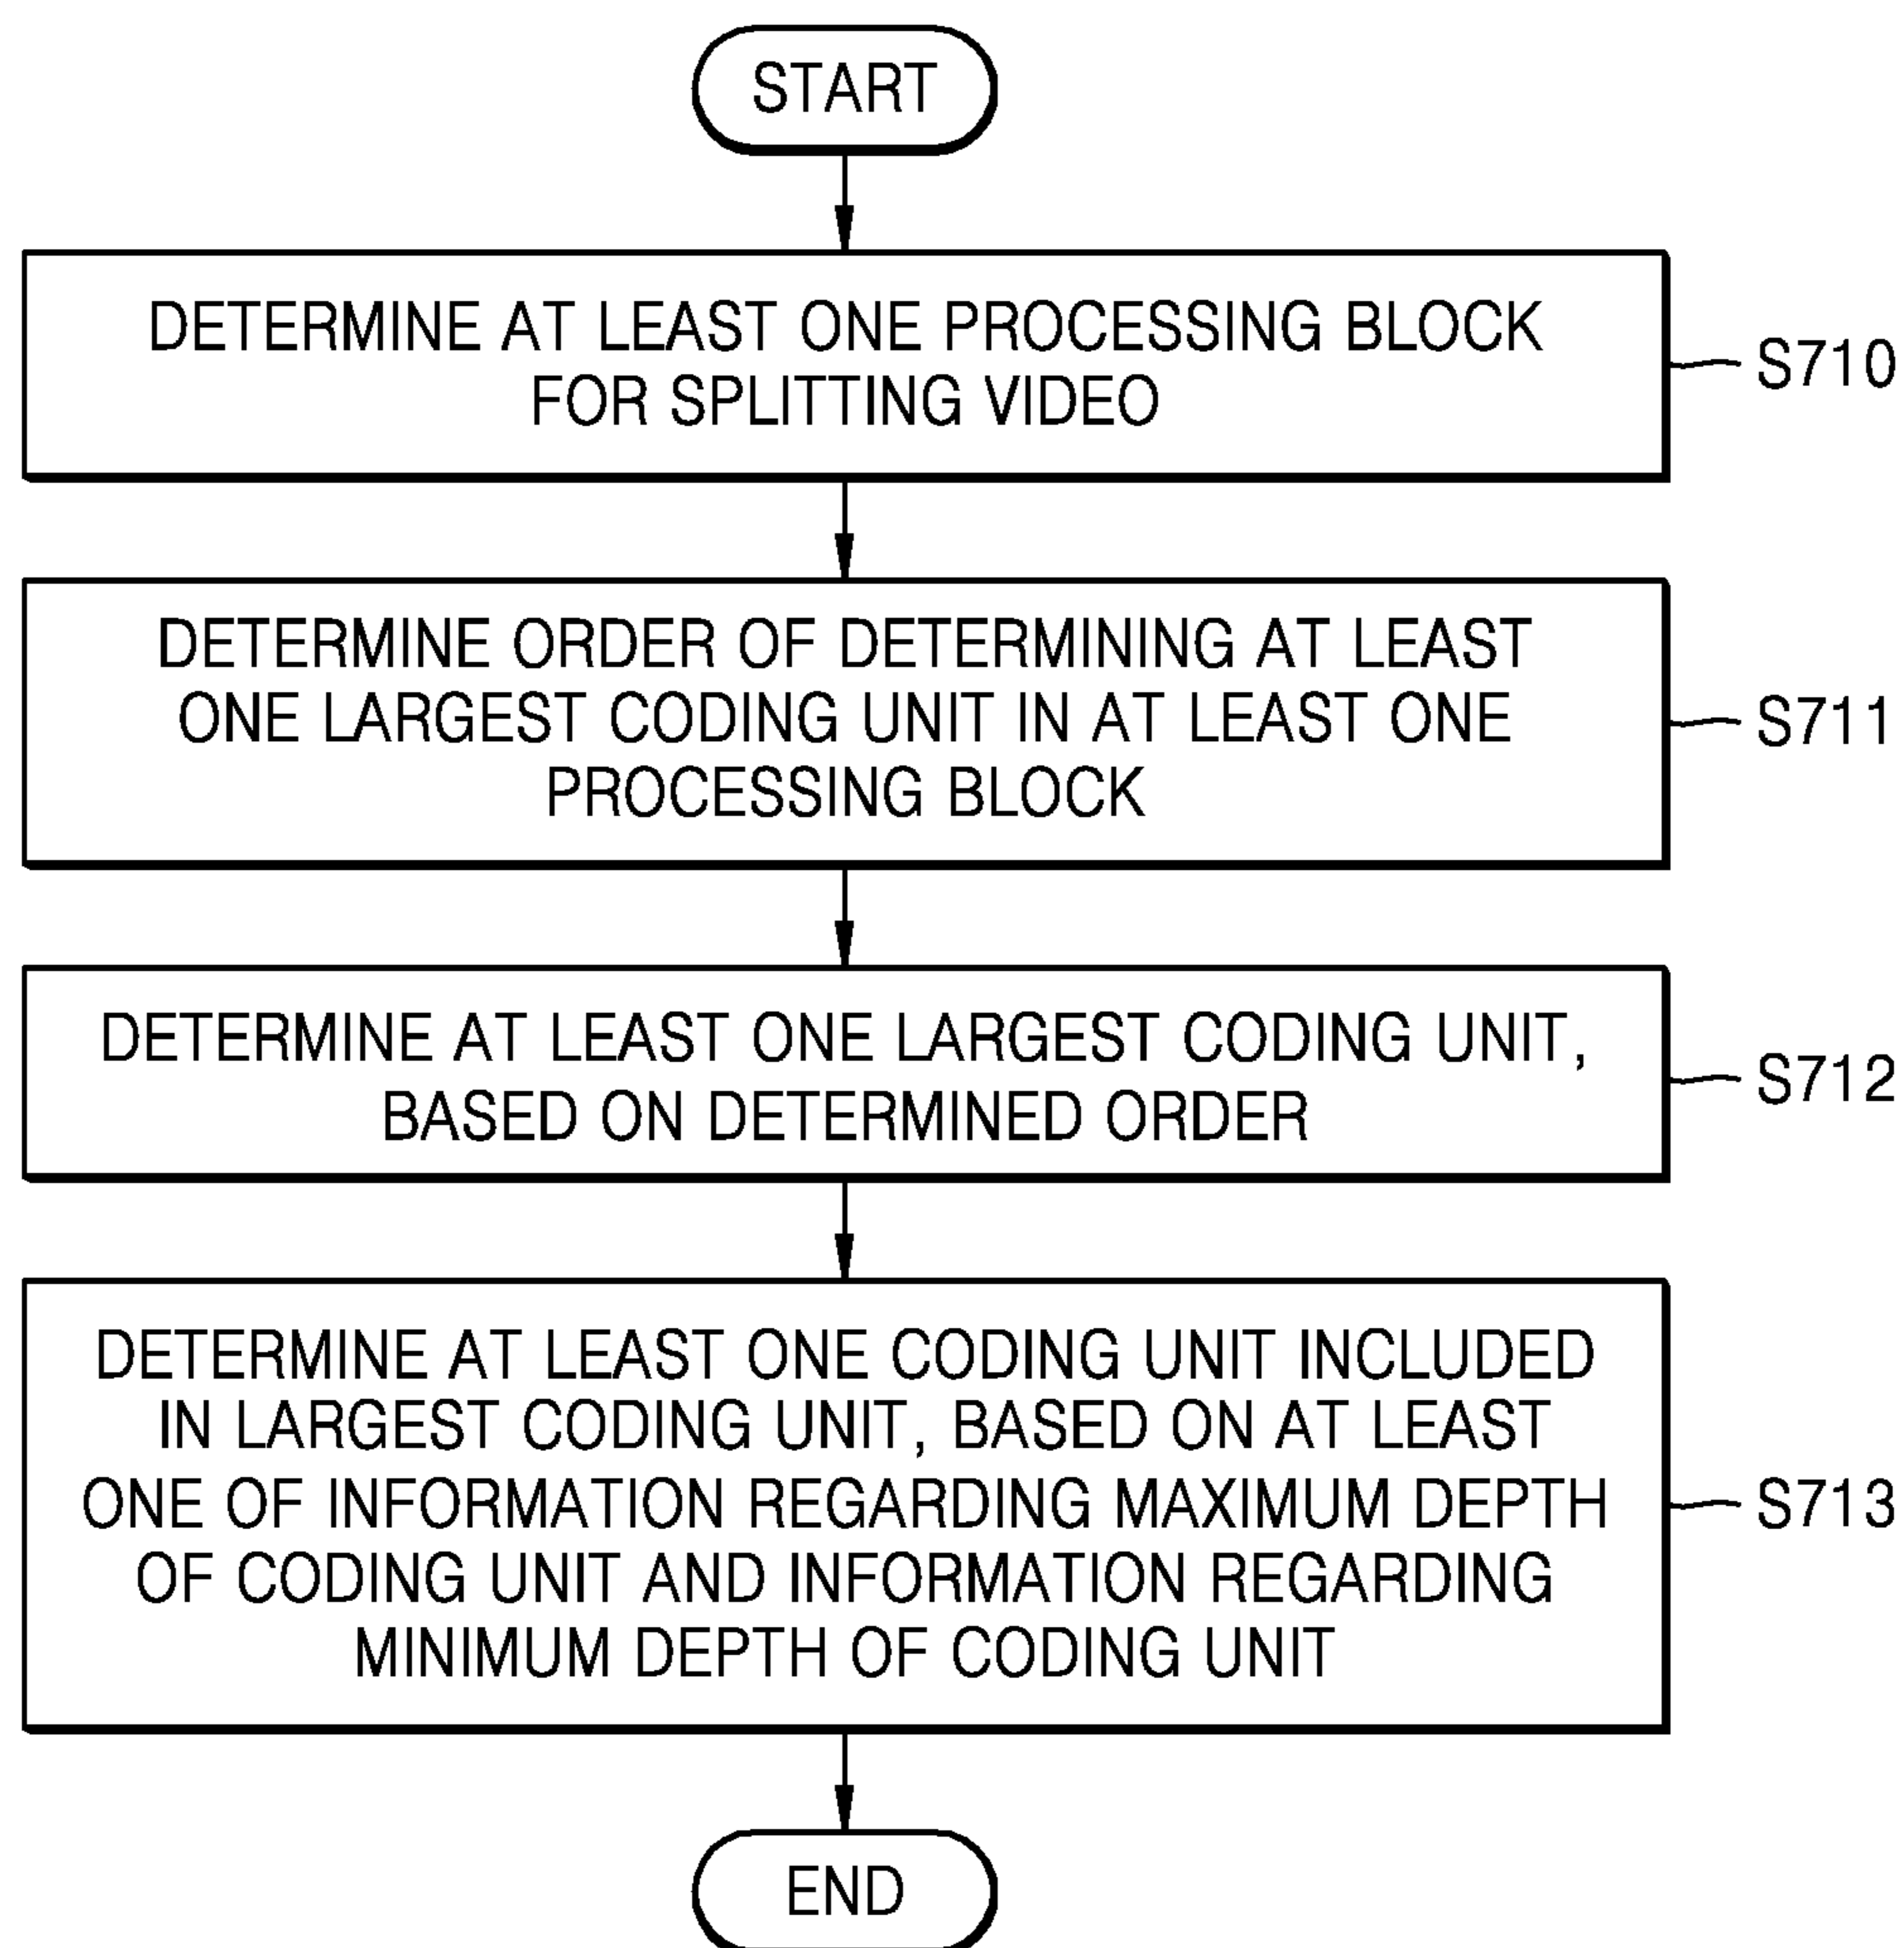 START
DETERMINE AT LEAST ONE PROCESSING BLOCK
FOR SPLITTING VIDEO
S710
DETERMINE ORDER OF DETERMINING AT LEAST
ONE LARGEST CODING UNIT IN AT LEAST ONE
PROCESSING BLOCK
S711
DETERMINE AT LEAST ONE LARGEST CODING UNIT,
BASED ON DETERMINED ORDER
S712
DETERMINE AT LEAST ONE CODING UNIT INCLUDED
IN LARGEST CODING UNIT, BASED ON AT LEAST
ONE OF INFORMATION REGARDING MAXIMUM DEPTH
OF CODING UNIT AND INFORMATION REGARDING
MINIMUM DEPTH OF CODING UNIT
S713
END